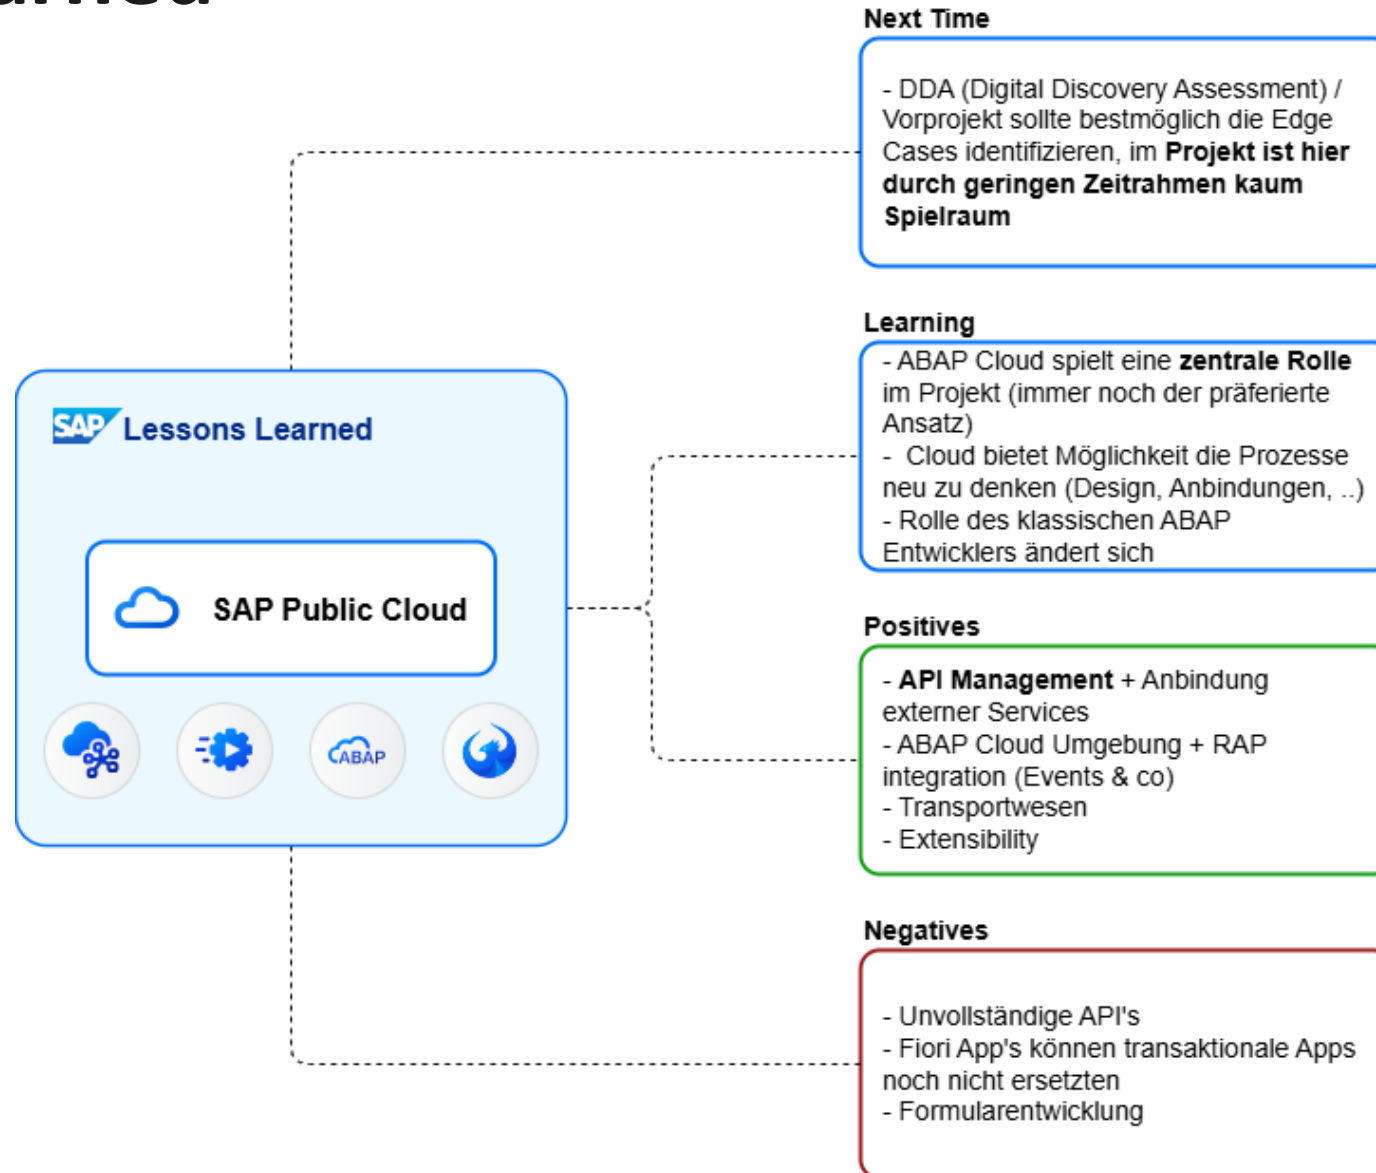 Next Time
- DDA (Digital Discovery Assessment) /
Vorprojekt sollte bestmöglich die Edge
Cases identifizieren, im Projekt ist hier
durch geringen Zeitrahmen kaum
Spielraum
Learning
- ABAP Cloud spielt eine zentrale Rolle
im Projekt (immer noch der präferierte
Ansatz)
- Cloud bietet Möglichkeit die Prozesse
neu zu denken (Design, Anbindungen, ..)
- Rolle des klassischen ABAP
Entwicklers ändert sich
SAP Lessons Learned
SAP Public Cloud
ABAP
Positives
- API Management + Anbindung
externer Services
- ABAP Cloud Umgebung + RAP
integration (Events & co)
- Transportwesen
- Extensibility
Negatives
- Unvollständige API's
- Fiori App's können transaktionale Apps
noch nicht ersetzten
- Formularentwicklung